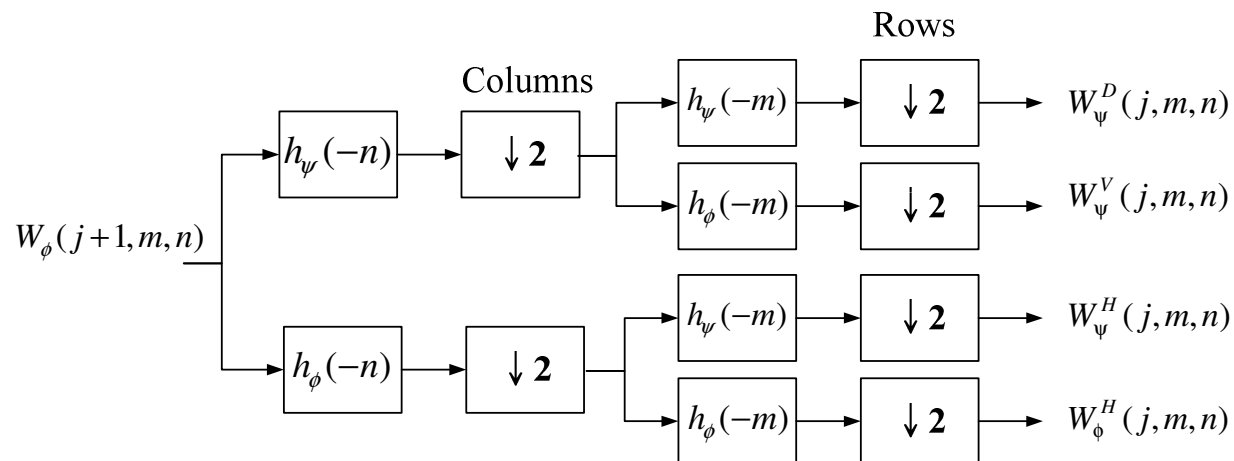 Rows
Columns
h_ψ(−m)
↓ 2
W_ψ^D(j,m,n)
h_ψ(−n)
↓ 2
h_ϕ(−m)
↓ 2
W_ψ^V(j,m,n)
W_ϕ(j+1,m,n)
h_ψ(−m)
↓ 2
W_ψ^H(j,m,n)
h_ϕ(−n)
↓ 2
h_ϕ(−m)
↓ 2
W_ϕ^H(j,m,n)